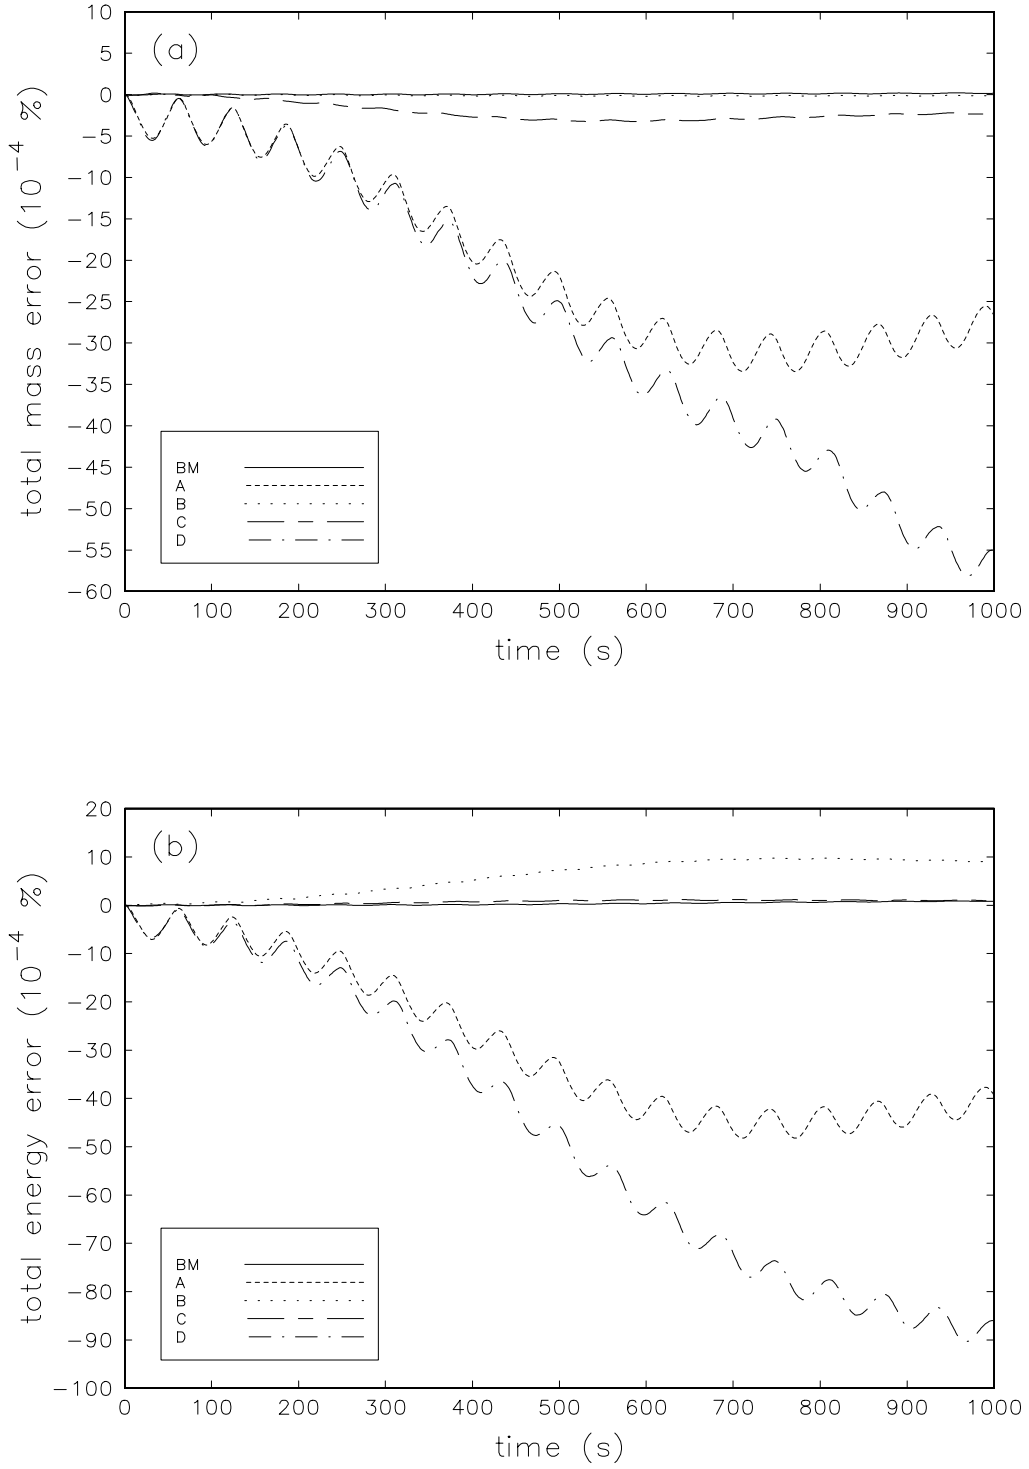 (a)
total mass error (10⁻⁴ %)
10
5
0
−5
−10
−15
−20
−25
−30
−35
−40
−45
−50
−55
−60
BM
A
B
C
D
0 100 200 300 400 500 600 700 800 900 1000
time (s)
(b)
total energy error (10⁻⁴ %)
20
10
0
−10
−20
−30
−40
−50
−60
−70
−80
−90
−100
BM
A
B
C
D
0 100 200 300 400 500 600 700 800 900 1000
time (s)